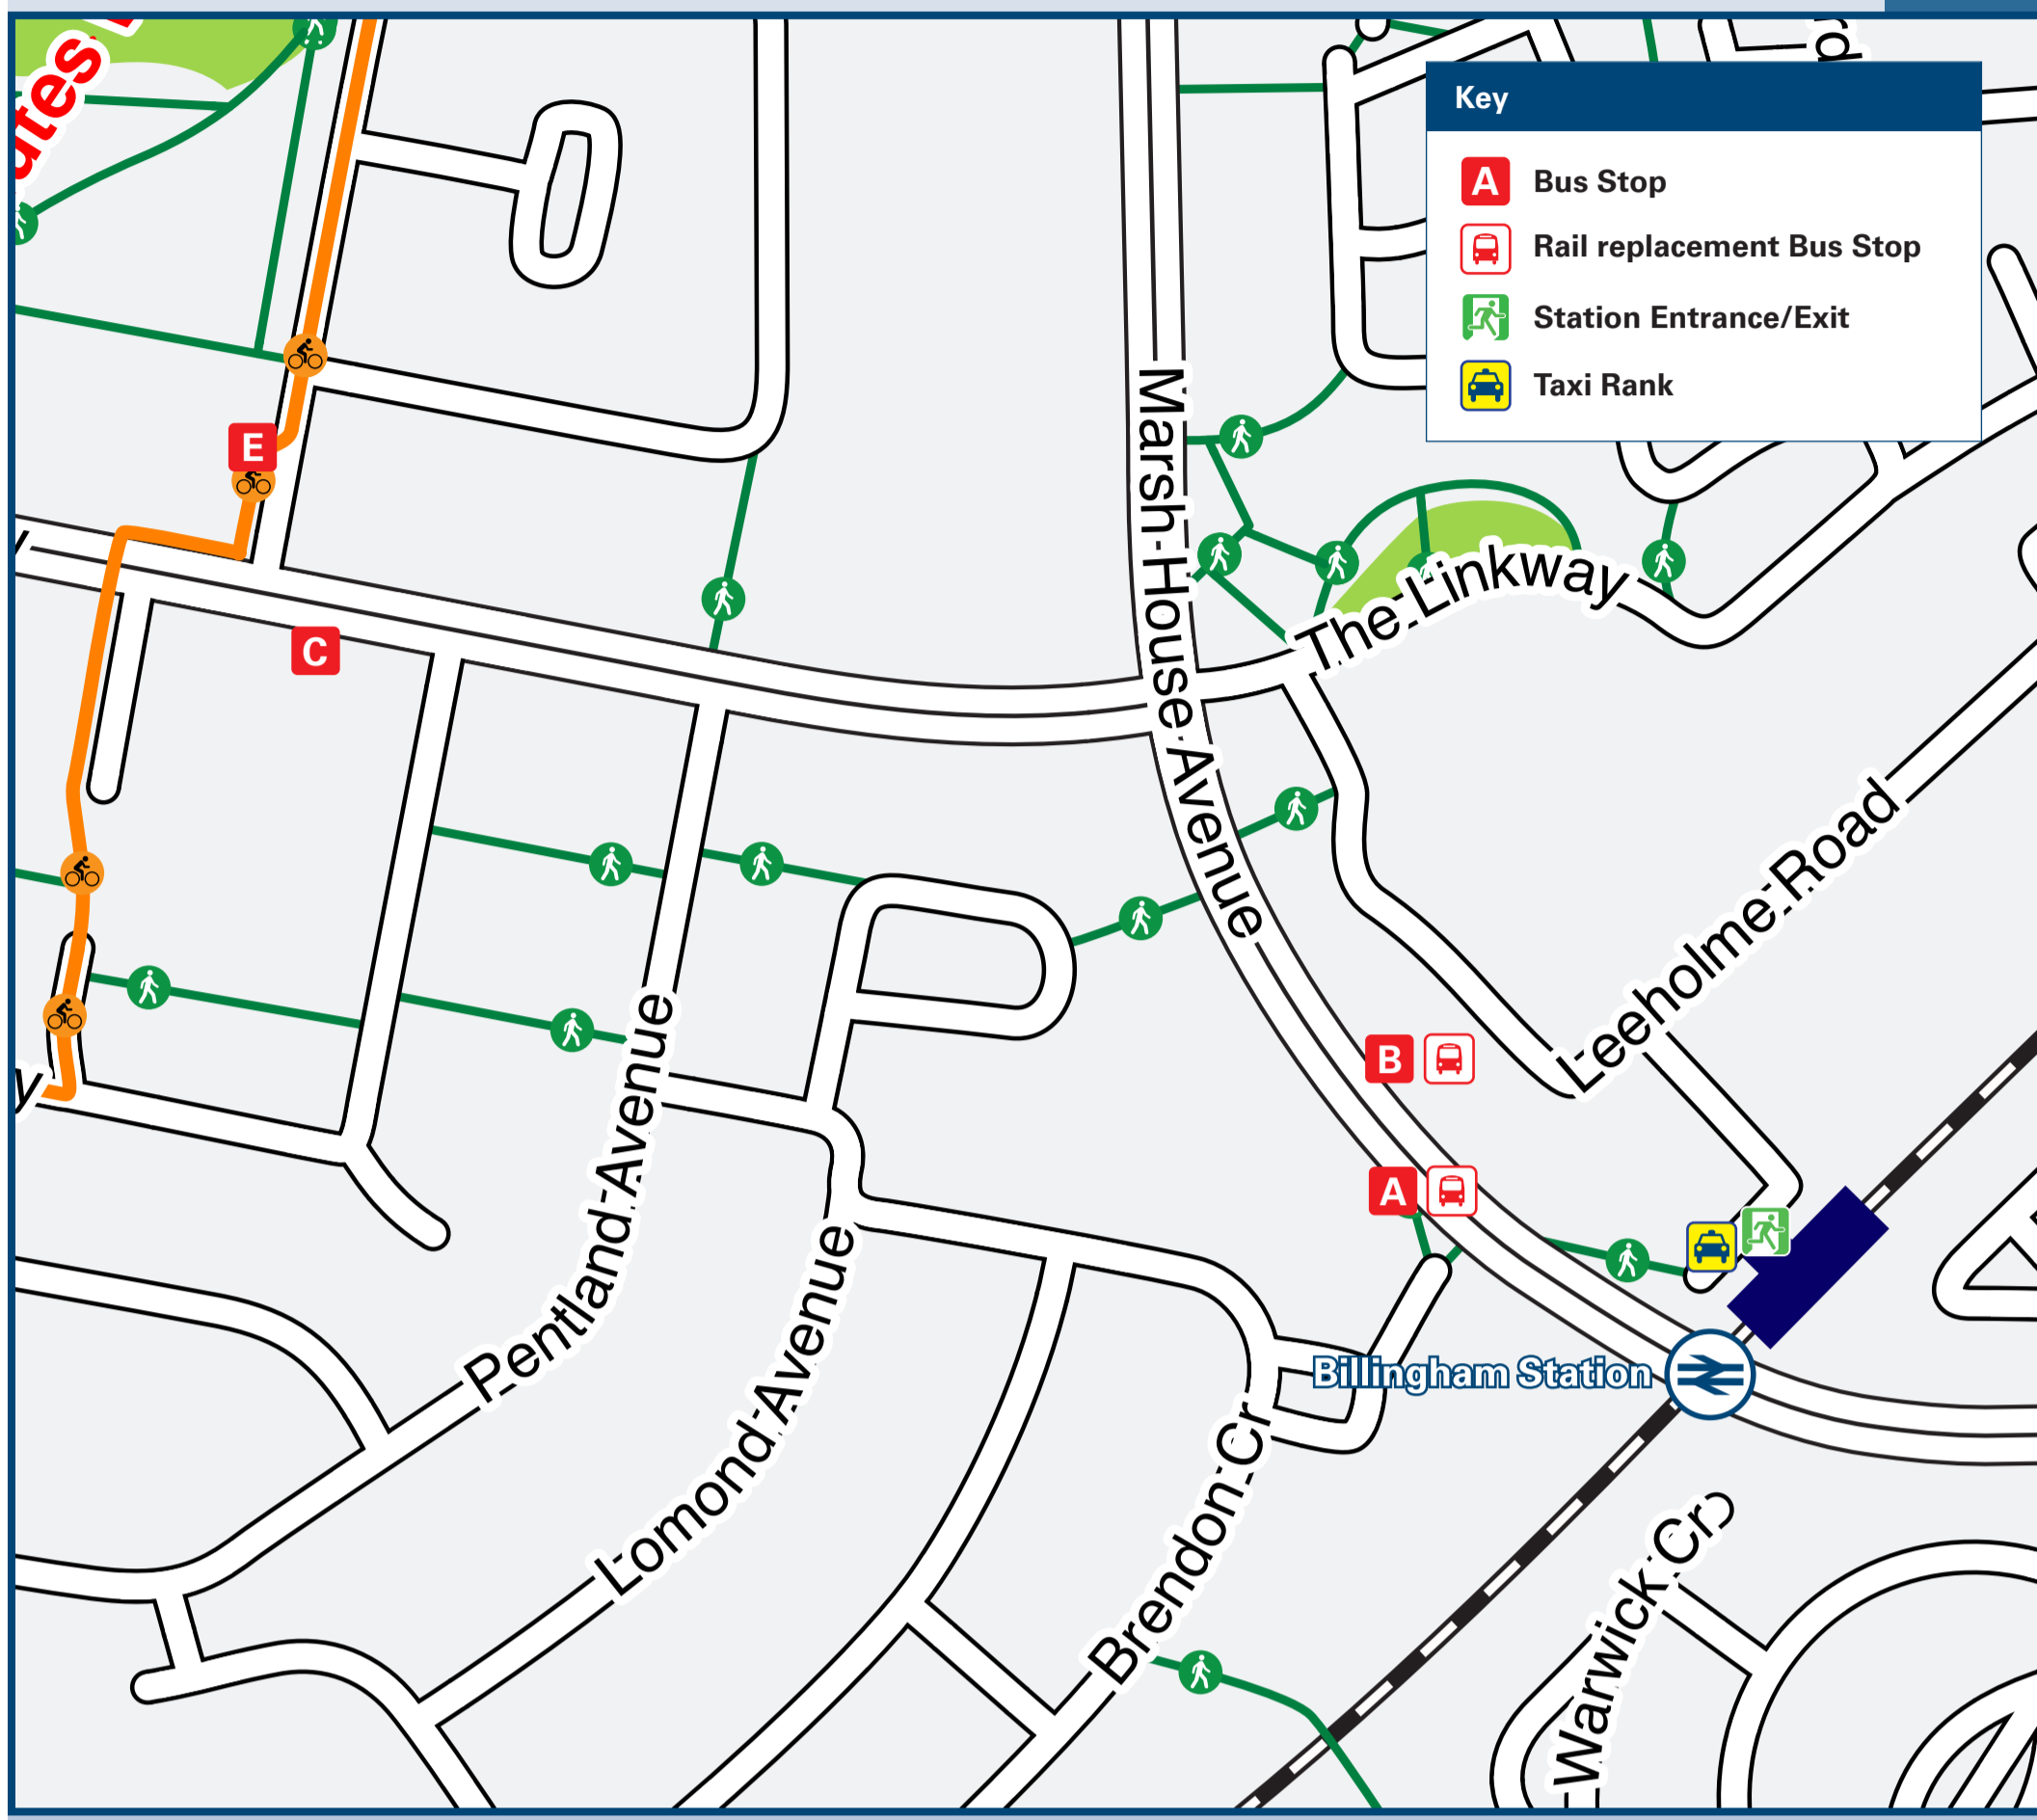 Key
A Bus Stop
Rail replacement Bus Stop
Station Entrance/Exit
Taxi Rank
E
C
Marsh House Avenue
The Linkway
Leeholme Road
B
A
Pentland Avenue
Lomond Avenue
Billingham Station
Brendon Cr
Warwick Cr